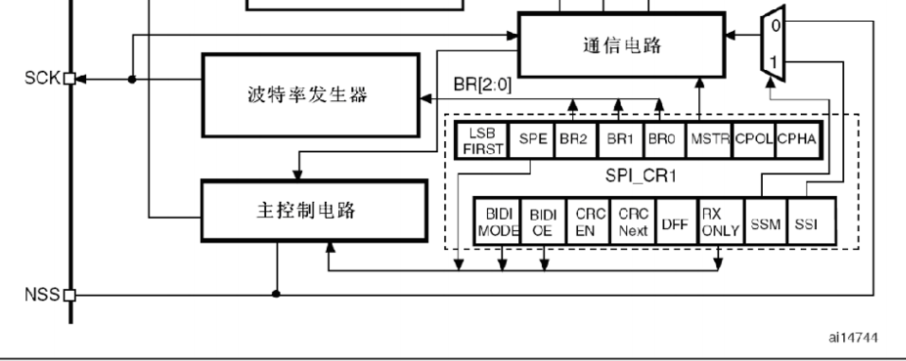 通信电路
0
1
SCK
波特率发生器
BR[2:0]
LSB FIRST
SPE
BR2
BR1
BR0
MSTR
CPOL
CPHA
SPI_CR1
主控制电路
BIDI MODE
BIDI OE
CRC EN
CRC Next
DFF
RX ONLY
SSM
SSI
NSS
ai14744